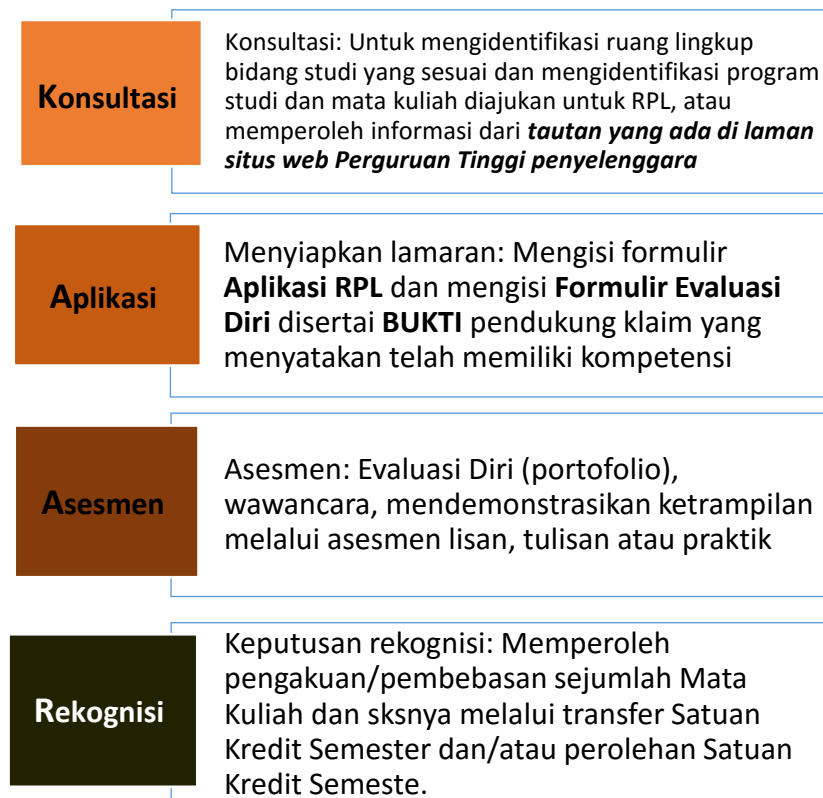 Konsultasi
Konsultasi: Untuk mengidentifikasi ruang lingkup
bidang studi yang sesuai dan mengidentifikasi program
studi dan mata kuliah diajukan untuk RPL, atau
memperoleh informasi dari tautan yang ada di laman
situs web Perguruan Tinggi penyelenggara
Aplikasi
Menyiapkan lamaran: Mengisi formulir
Aplikasi RPL dan mengisi Formulir Evaluasi
Diri disertai BUKTI pendukung klaim yang
menyatakan telah memiliki kompetensi
Asesmen
Asesmen: Evaluasi Diri (portofolio),
wawancara, mendemonstrasikan ketrampilan
melalui asesmen lisan, tulisan atau praktik
Rekognisi
Keputusan rekognisi: Memperoleh
pengakuan/pembebasan sejumlah Mata
Kuliah dan sksnya melalui transfer Satuan
Kredit Semester dan/atau perolehan Satuan
Kredit Semeste.